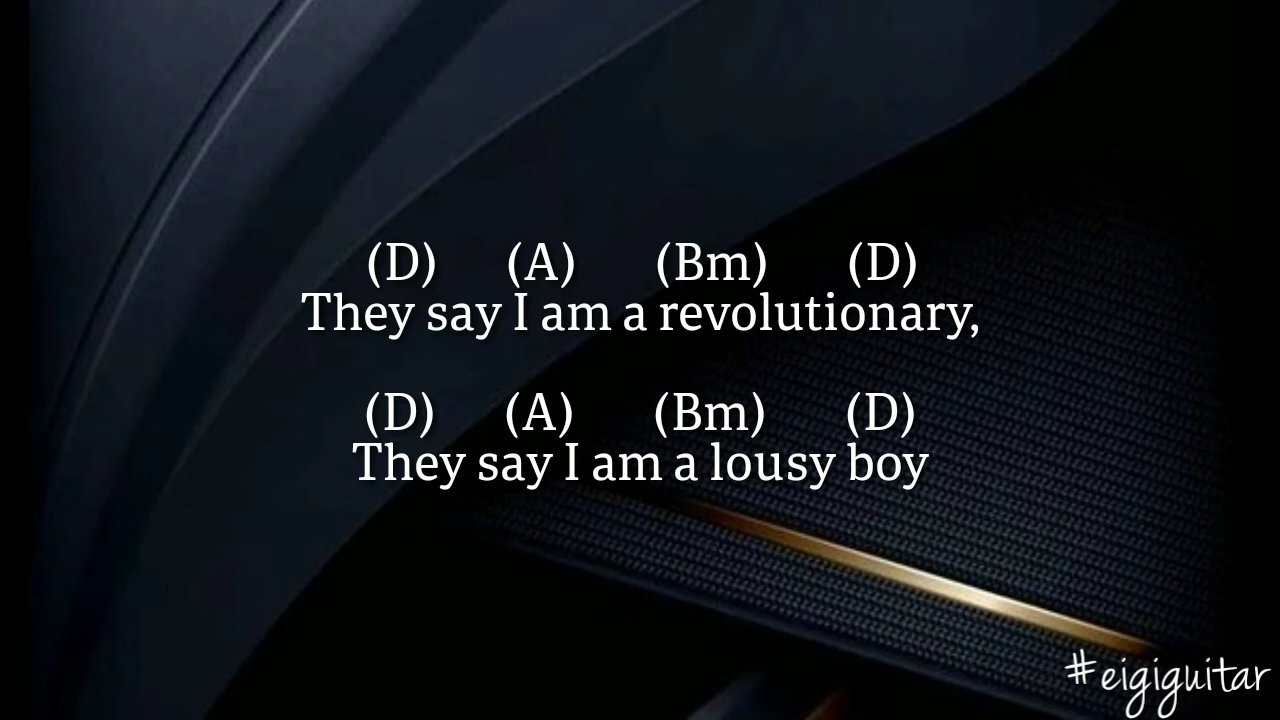 (D) (A) (Bm) (D)
They say I am a revolutionary,
(D) (A) (Bm) (D)
They say I am a lousy boy
#eigiguitar